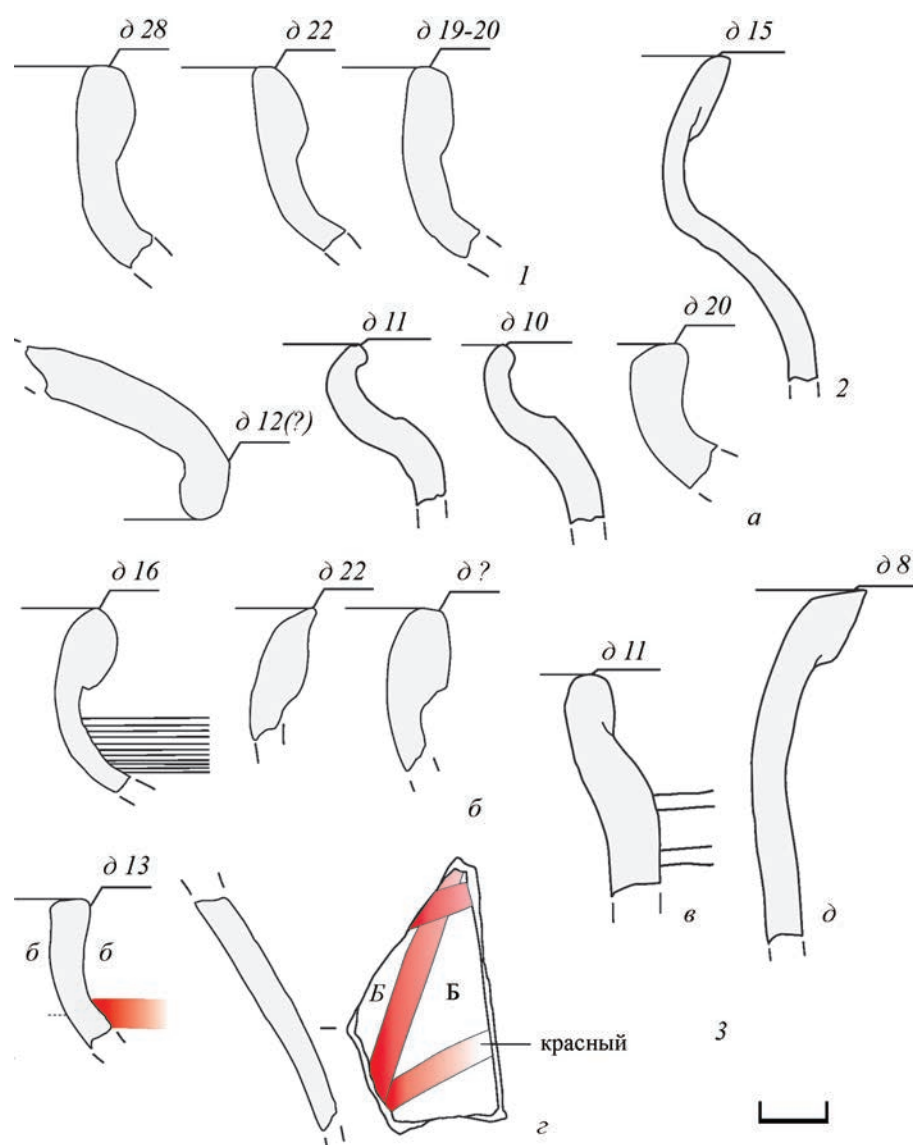 д 28 д 22 д 19-20 д 15
1
2
д 12(?) д 11 д 10 д 20
а
д 16 д 22 д ? д 8
б
д 11
в
д
д 13
б б
Б Б
красный
3
г